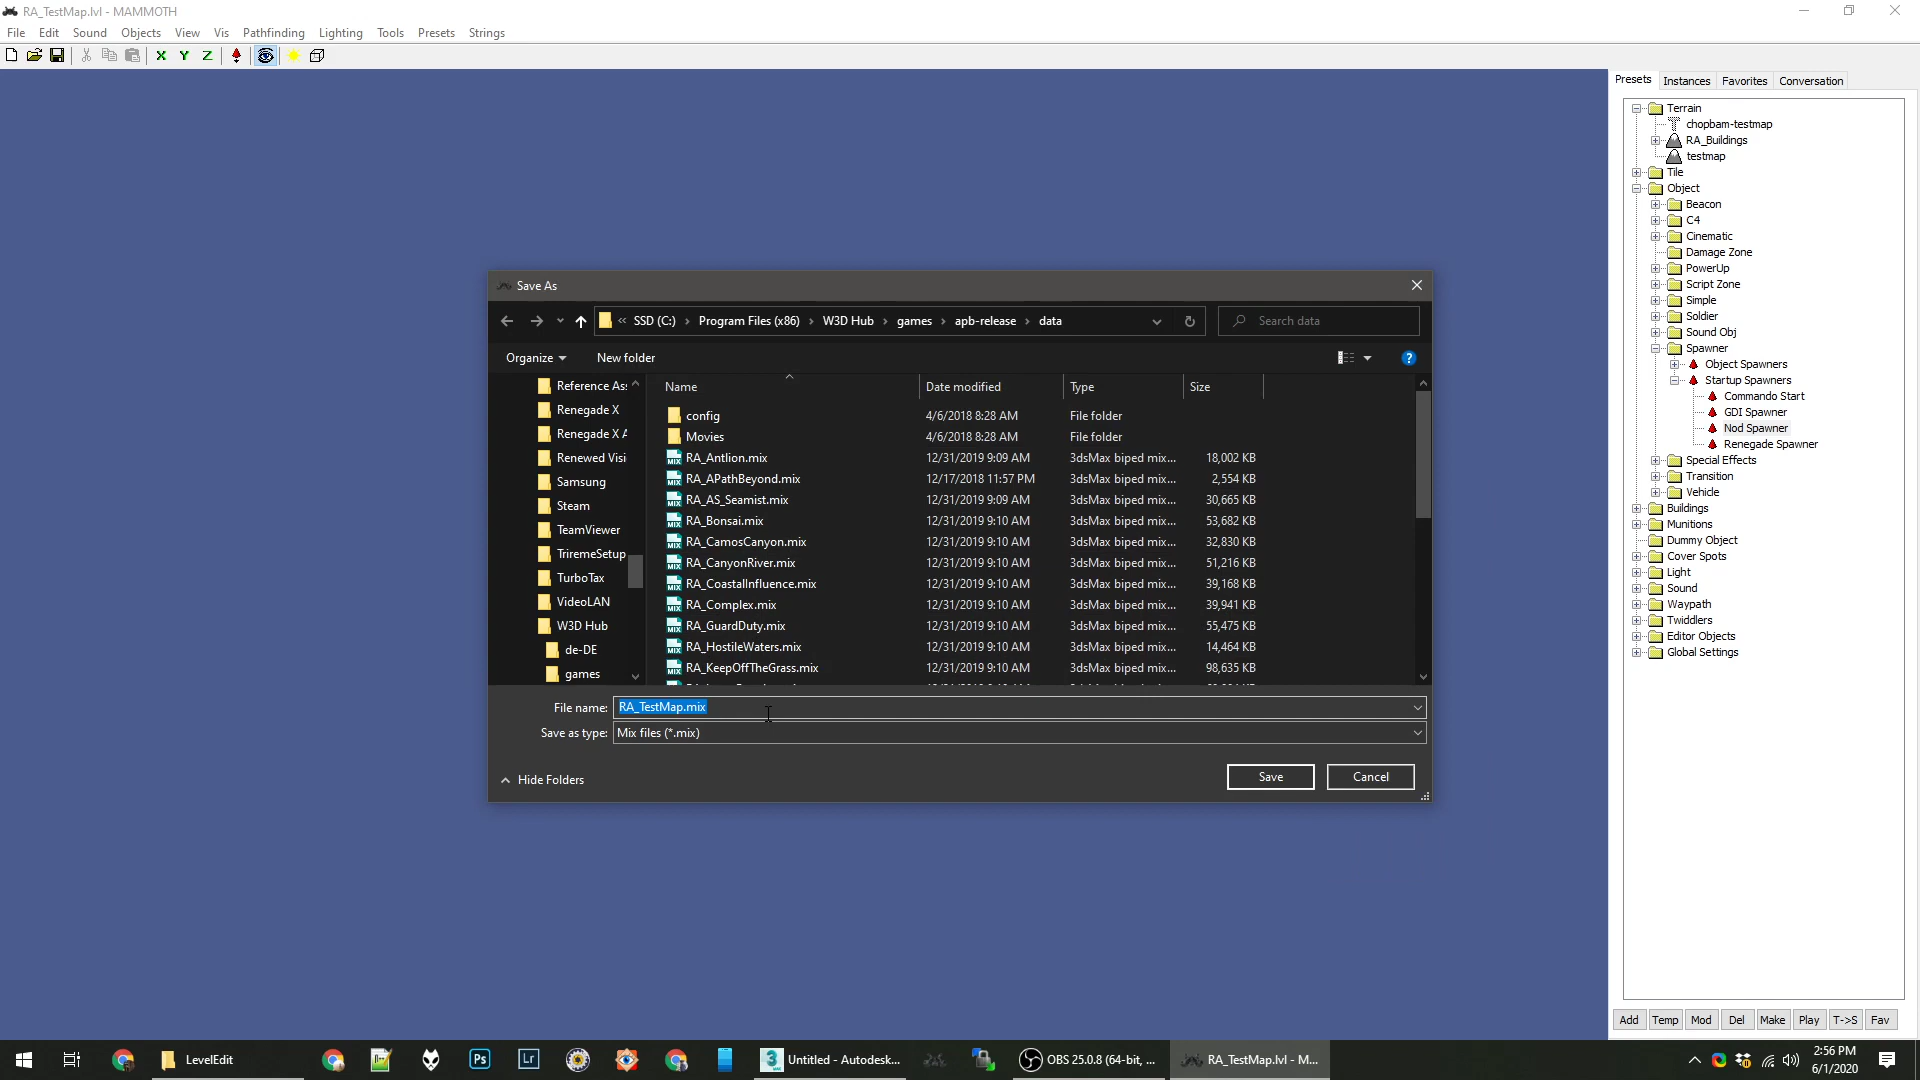 RA_TestMap.lvl - MAMMOTH
File Edit Sound Objects View Vis Pathfinding Lighting Tools Presets Strings
X Y Z
Presets Instances Favorites Conversation
Terrain
chopbam-testmap
RA_Buildings
testmap
Tile
Object
Beacon
C4
Cinematic
Damage Zone
PowerUp
Script Zone
Simple
Soldier
Sound Obj
Spawner
Object Spawners
Startup Spawners
Commando Start
GDI Spawner
Nod Spawner
Renegade Spawner
Special Effects
Transition
Vehicle
Buildings
Munitions
Dummy Object
Cover Spots
Light
Sound
Waypath
Twiddlers
Editor Objects
Global Settings
Add Temp Mod Del Make Play T->S Fav
Save As
« SSD (C:) › Program Files (x86) › W3D Hub › games › apb-release › data
Search data
Organize New folder
Reference As
Renegade X
Renegade X A
Renewed Visi
Samsung
Steam
TeamViewer
TriremeSetup
TurboTax
VideoLAN
W3D Hub
de-DE
games
Name Date modified Type Size
config 4/6/2018 8:28 AM File folder
Movies 4/6/2018 8:28 AM File folder
RA_Antlion.mix 12/31/2019 9:09 AM 3dsMax biped mix... 18,002 KB
RA_APathBeyond.mix 12/17/2018 11:57 PM 3dsMax biped mix... 2,554 KB
RA_AS_Seamist.mix 12/31/2019 9:09 AM 3dsMax biped mix... 30,665 KB
RA_Bonsai.mix 12/31/2019 9:10 AM 3dsMax biped mix... 53,682 KB
RA_CamosCanyon.mix 12/31/2019 9:10 AM 3dsMax biped mix... 32,830 KB
RA_CanyonRiver.mix 12/31/2019 9:10 AM 3dsMax biped mix... 51,216 KB
RA_CoastalInfluence.mix 12/31/2019 9:10 AM 3dsMax biped mix... 39,168 KB
RA_Complex.mix 12/31/2019 9:10 AM 3dsMax biped mix... 39,941 KB
RA_GuardDuty.mix 12/31/2019 9:10 AM 3dsMax biped mix... 55,475 KB
RA_HostileWaters.mix 12/31/2019 9:10 AM 3dsMax biped mix... 14,464 KB
RA_KeepOffTheGrass.mix 12/31/2019 9:10 AM 3dsMax biped mix... 98,635 KB
File name: RA_TestMap.mix
Save as type: Mix files (*.mix)
Hide Folders
Save Cancel
LevelEdit
Ps
Lr
3 Untitled - Autodesk...
OBS 25.0.8 (64-bit, ...
RA_TestMap.lvl - M...
2:56 PM
6/1/2020